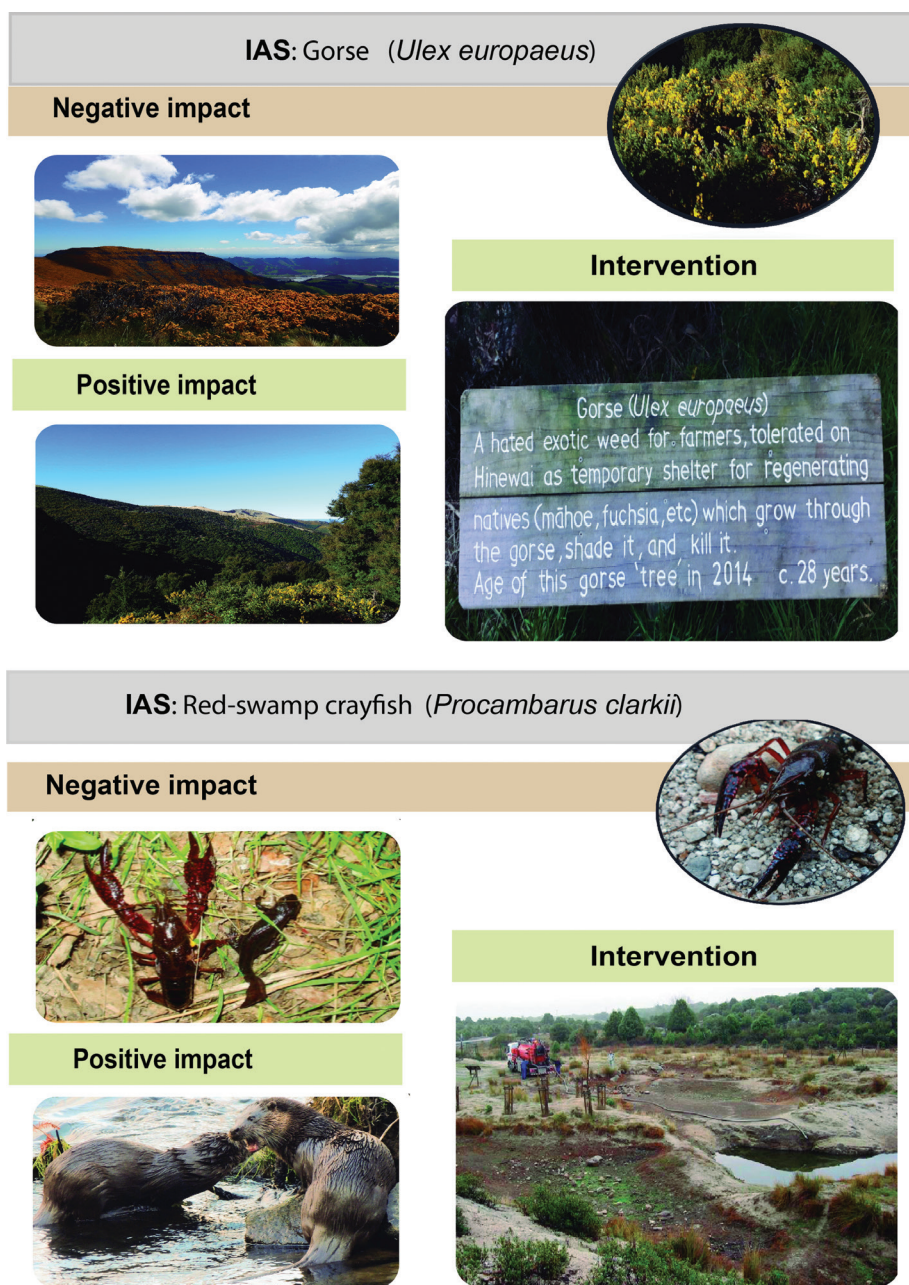 IAS: Gorse (Ulex europaeus)
Negative impact
Intervention
Positive impact
Gorse (Ulex europaeus)
A hated exotic weed for farmers, tolerated on
Hinewai as temporary shelter for regenerating
natives (māhoe, fuchsia, etc) which grow through
the gorse, shade it, and kill it.
Age of this gorse 'tree' in 2014 c. 28 years.
IAS: Red-swamp crayfish (Procambarus clarkii)
Negative impact
Intervention
Positive impact